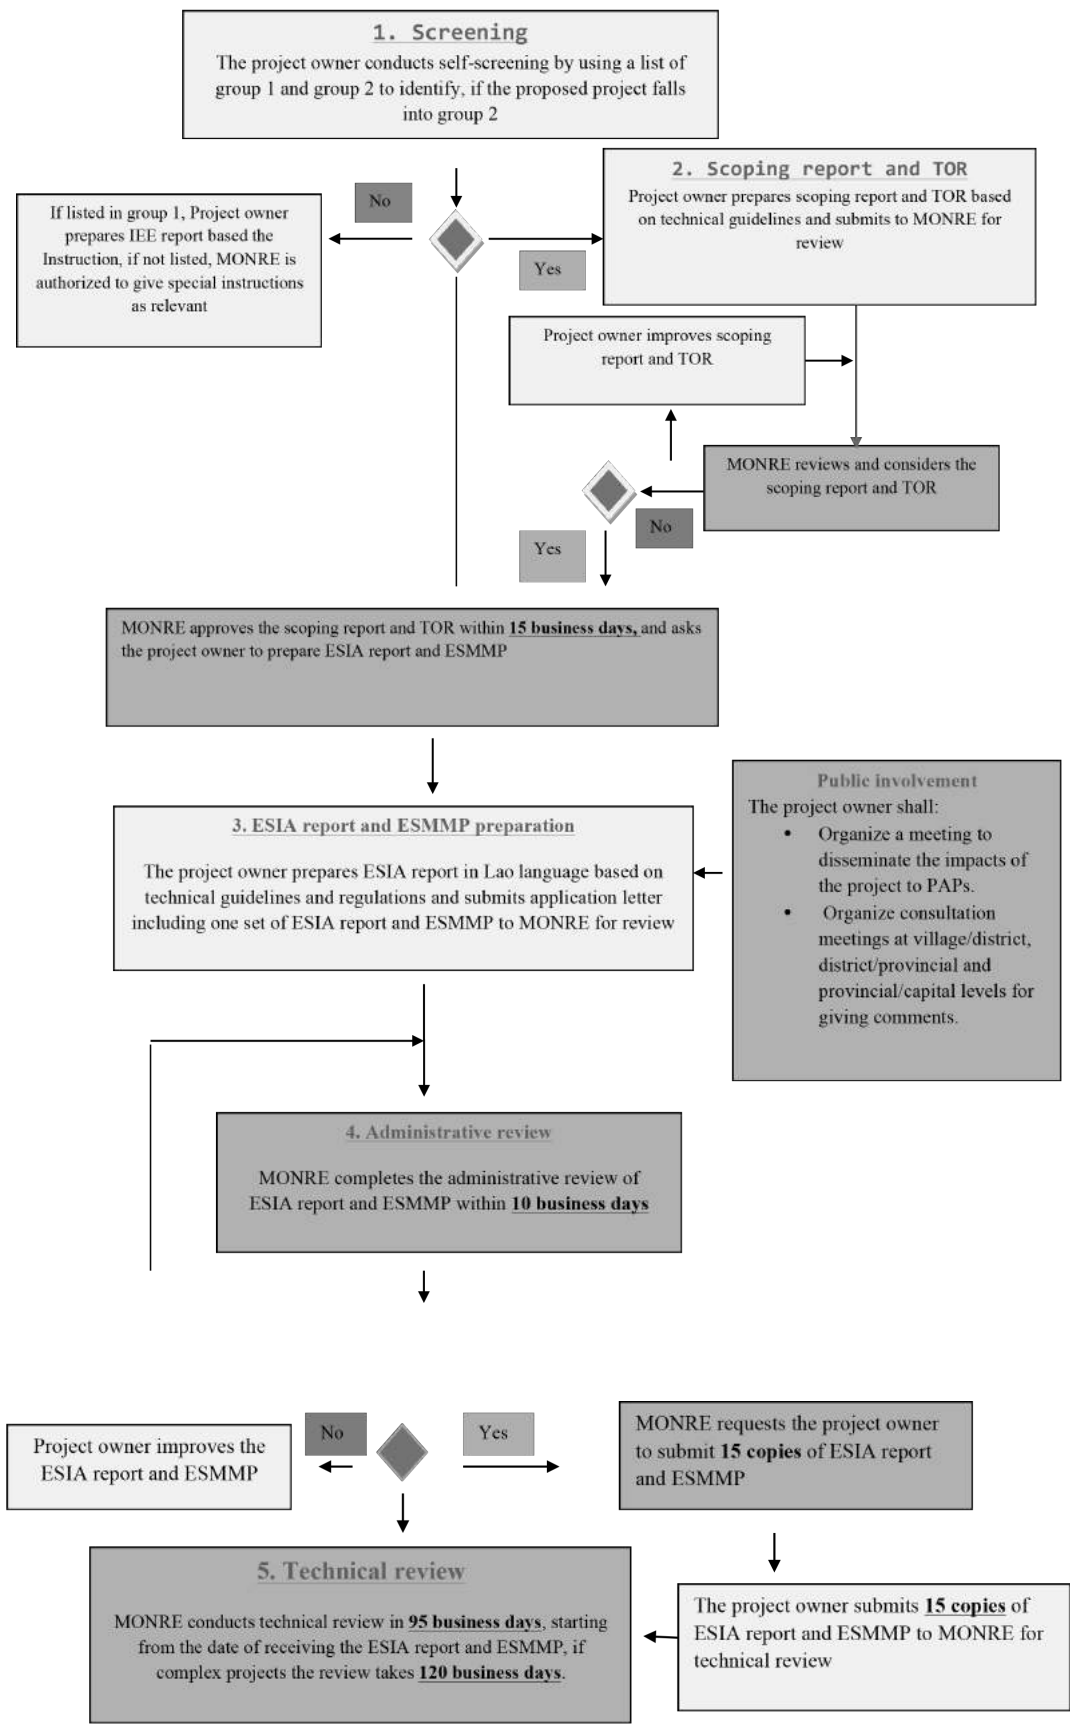 1. Screening
The project owner conducts self-screening by using a list of
group 1 and group 2 to identify, if the proposed project falls
into group 2
No
If listed in group 1, Project owner
prepares IEE report based the
Instruction, if not listed, MONRE is
authorized to give special instructions
as relevant
Yes
2. Scoping report and TOR
Project owner prepares scoping report and TOR based
on technical guidelines and submits to MONRE for
review
Project owner improves scoping
report and TOR
MONRE reviews and considers the
scoping report and TOR
No
Yes
MONRE approves the scoping report and TOR within 15 business days, and asks
the project owner to prepare ESIA report and ESMMP
3. ESIA report and ESMMP preparation
The project owner prepares ESIA report in Lao language based on
technical guidelines and regulations and submits application letter
including one set of ESIA report and ESMMP to MONRE for review
Public involvement
The project owner shall:
• Organize a meeting to
disseminate the impacts of
the project to PAPs.
• Organize consultation
meetings at village/district,
district/provincial and
provincial/capital levels for
giving comments.
4. Administrative review
MONRE completes the administrative review of
ESIA report and ESMMP within 10 business days
No
Yes
Project owner improves the
ESIA report and ESMMP
MONRE requests the project owner
to submit 15 copies of ESIA report
and ESMMP
5. Technical review
MONRE conducts technical review in 95 business days, starting
from the date of receiving the ESIA report and ESMMP, if
complex projects the review takes 120 business days.
The project owner submits 15 copies of
ESIA report and ESMMP to MONRE for
technical review